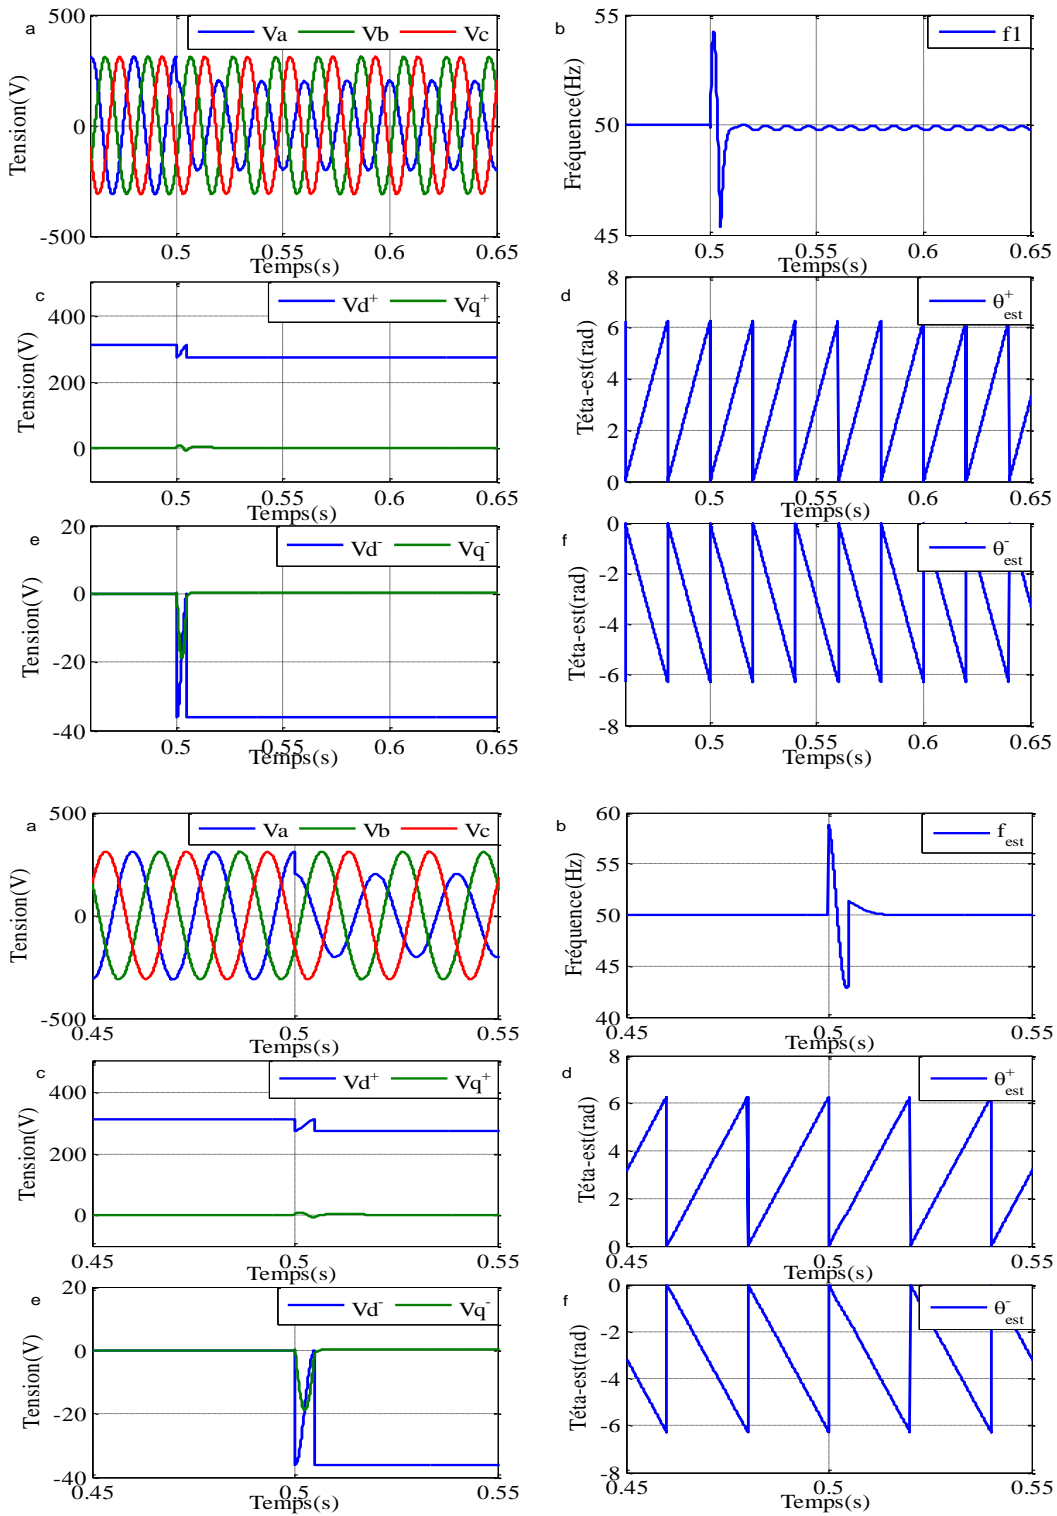 a
500
0
-500
Tension(V)
Va Vb Vc
0.5 0.55 0.6 0.65
Temps(s)
b
55
50
45
Fréquence(Hz)
f1
0.5 0.55 0.6 0.65
Temps(s)
c
400
200
0
Tension(V)
Vd+ Vq+
0.5 0.55 0.6 0.65
Temps(s)
d
8
6
4
2
0
Téta-est(rad)
θ+est
0.5 0.55 0.6 0.65
Temps(s)
e
20
0
-20
-40
Tension(V)
Vd- Vq-
0.5 0.55 0.6 0.65
Temps(s)
f
0
-2
-4
-6
-8
Téta-est(rad)
θ-est
0.5 0.55 0.6 0.65
Temps(s)
a
500
0
-500
Tension(V)
Va Vb Vc
0.45 0.5 0.55
Temps(s)
b
60
55
50
45
40
Fréquence(Hz)
fest
0.45 0.5 0.55
Temps(s)
c
400
200
0
Tension(V)
Vd+ Vq+
0.45 0.5 0.55
Temps(s)
d
8
6
4
2
0
Téta-est(rad)
θ+est
0.45 0.5 0.55
Temps(s)
e
20
0
-20
-40
Tension(V)
Vd- Vq-
0.45 0.5 0.55
Temps(s)
f
0
-2
-4
-6
-8
Téta-est(rad)
θ-est
0.45 0.5 0.55
Temps(s)